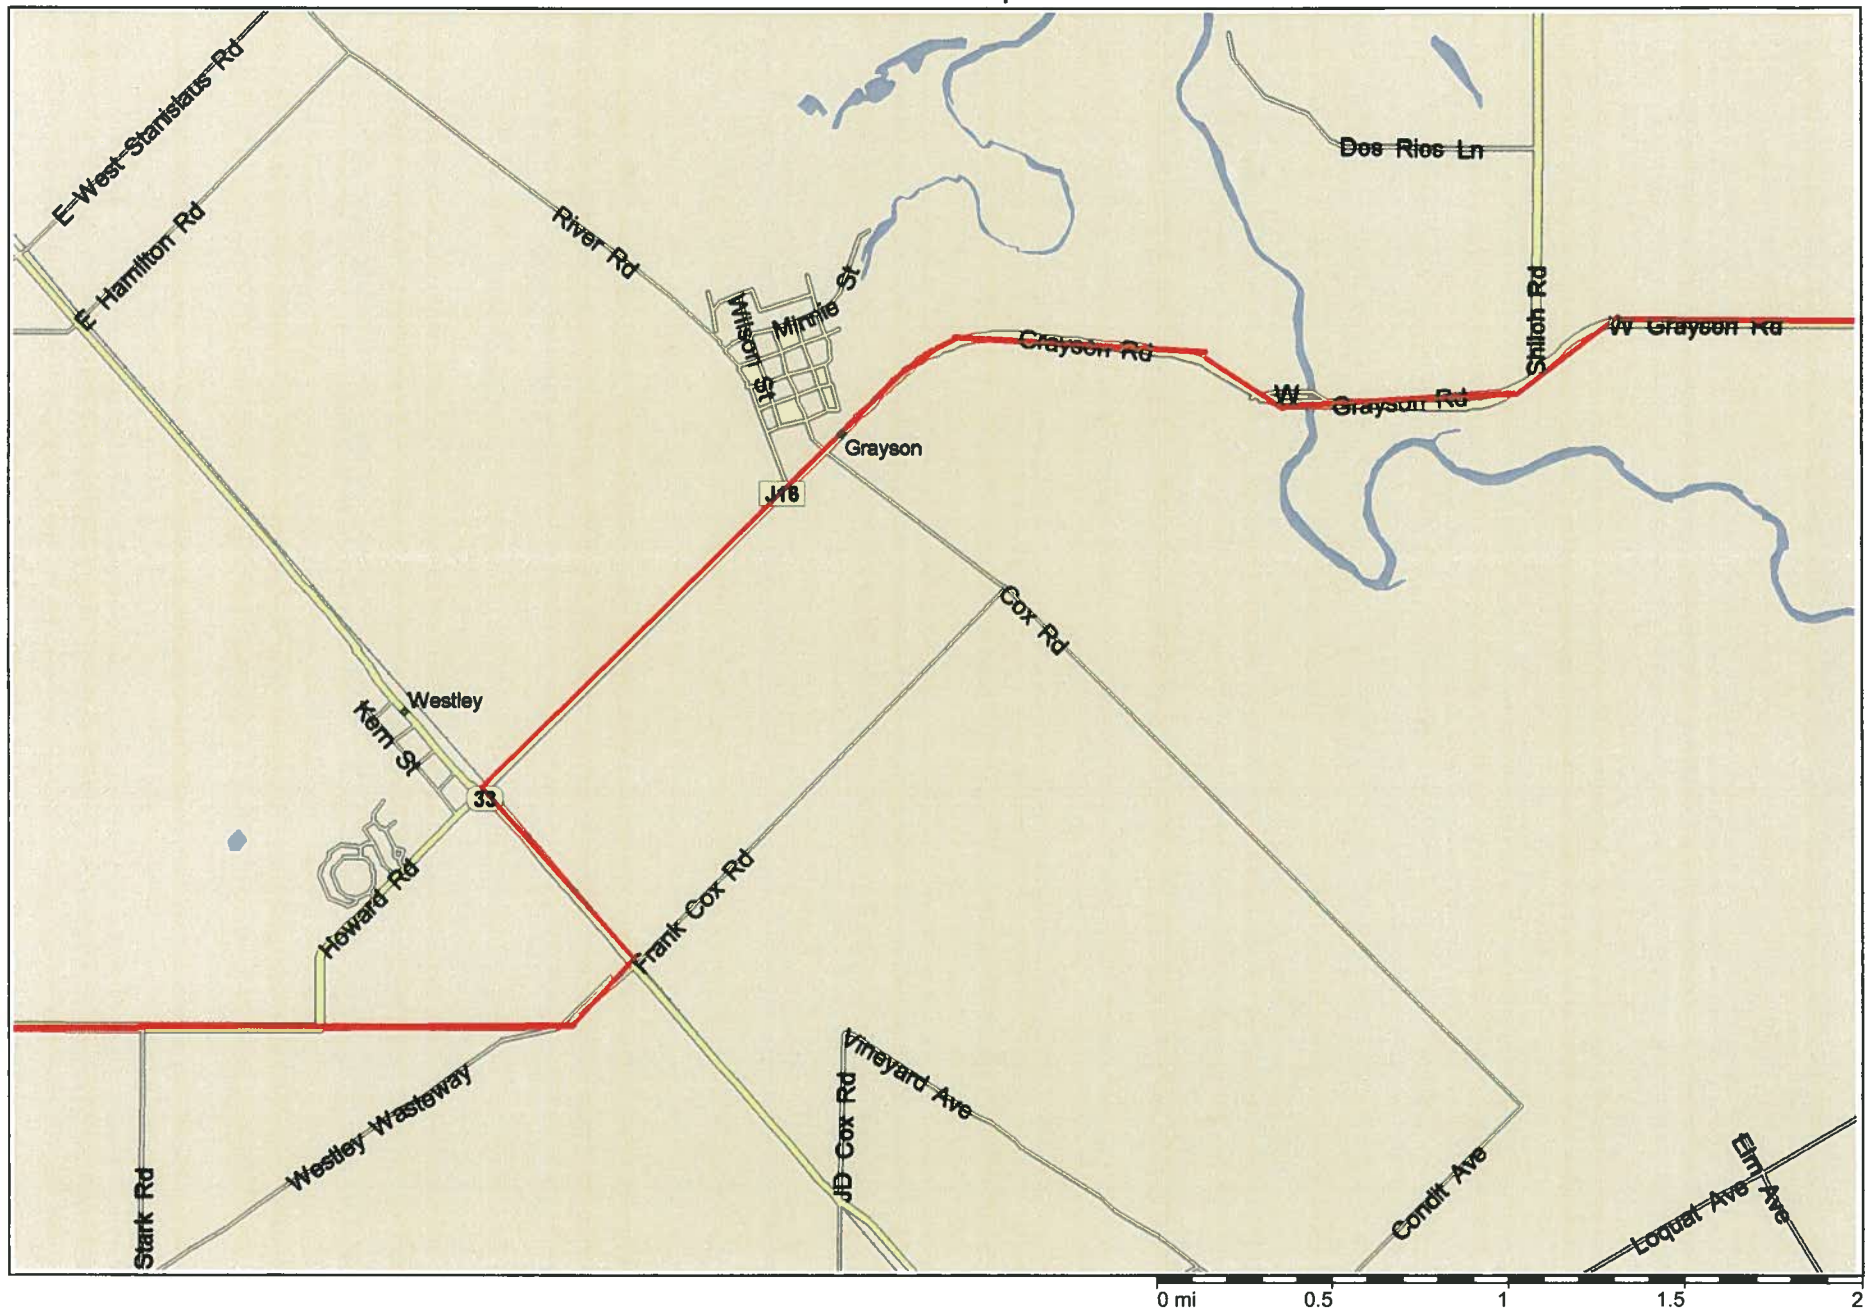 E West Stanislaus Rd
E Hamilton Rd
River Rd
Dos Rios Ln
Shiloh Rd
Wilson St
Minnie St
Grayson Rd
W Grayson Rd
W Grayson Rd
Grayson
J16
Cox Rd
Westley
Kern St
33
Howard Rd
Frank Cox Rd
Westley Wasteway
Stark Rd
JD Cox Rd
Vineyard Ave
Condit Ave
Elm Ave
Loquat Ave
0 mi 0.5 1 1.5 2